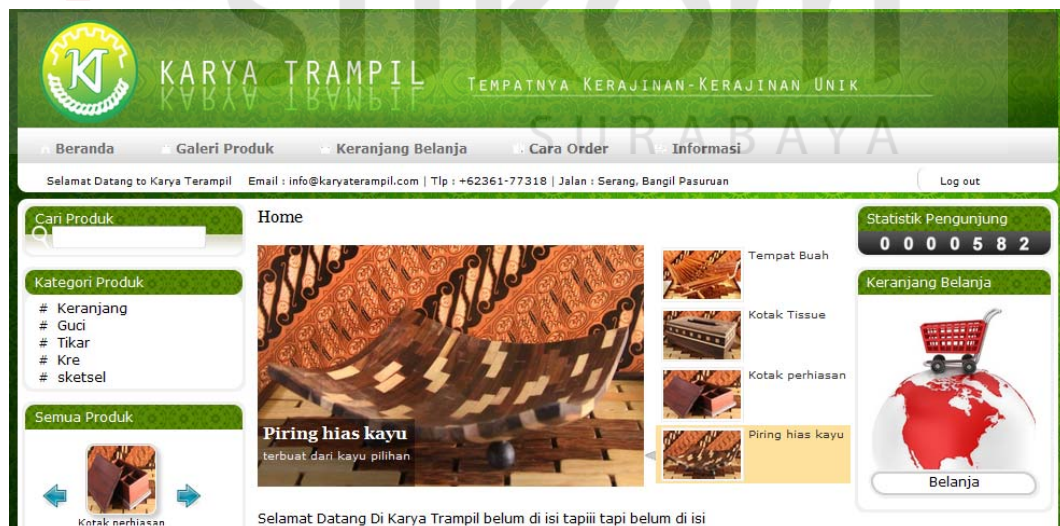 stikom
SURABAYA
KT
KARYA TRAMPIL
TEMPATNYA KERAJINAN-KERAJINAN UNIK
Beranda
Galeri Produk
Keranjang Belanja
Cara Order
Informasi
Selamat Datang to Karya Terampil Email : info@karyaterampil.com | Tlp : +62361-77318 | Jalan : Serang, Bangil Pasuruan
Log out
Cari Produk
Kategori Produk
# Keranjang
# Guci
# Tikar
# Kre
# sketsel
Semua Produk
Kotak perhiasan
Home
Piring hias kayu
terbuat dari kayu pilihan
Tempat Buah
Kotak Tissue
Kotak perhiasan
Piring hias kayu
Selamat Datang Di Karya Trampil belum di isi tapiii tapi belum di isi
Statistik Pengunjung
0 0 0 0 5 8 2
Keranjang Belanja
Belanja